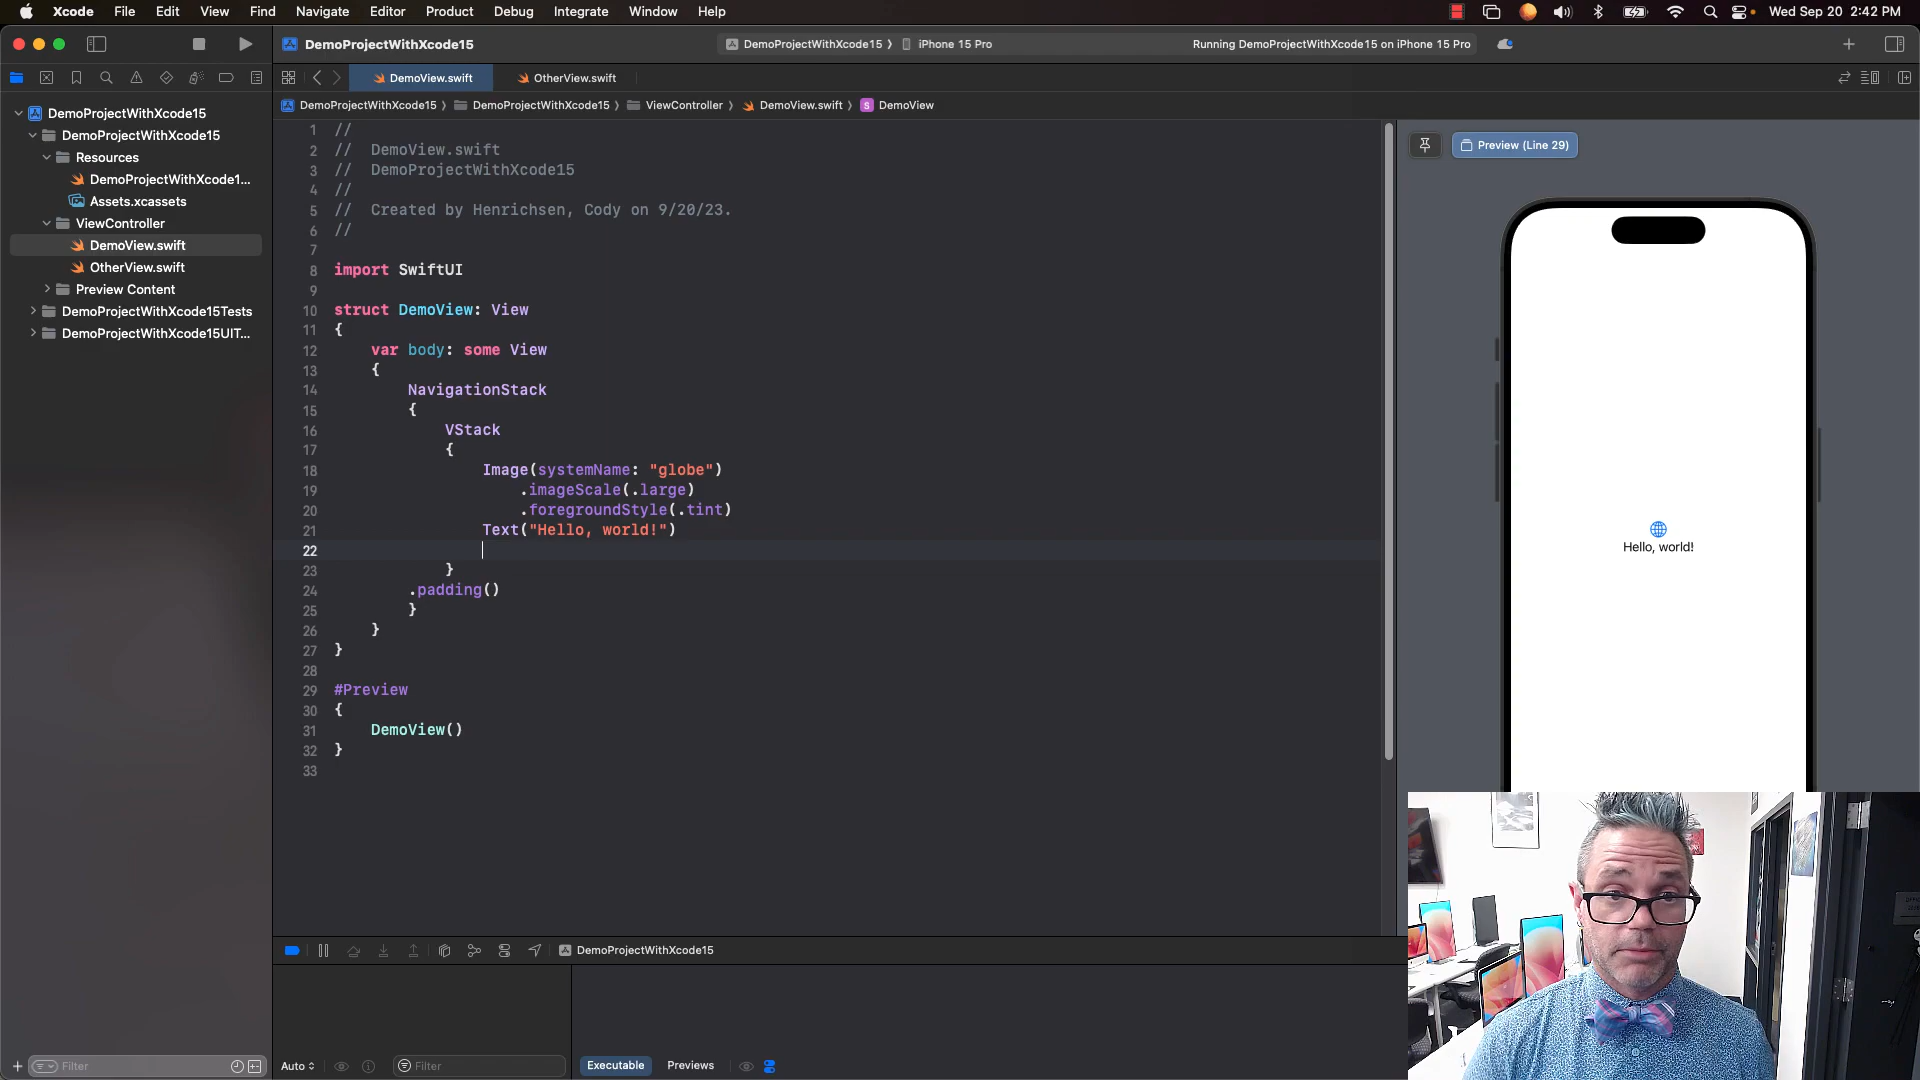 Xcode File Edit View Find Navigate Editor Product Debug Integrate Window Help Wed Sep 20 2:42 PM
DemoProjectWithXcode15 DemoProjectWithXcode15 〉 iPhone 15 Pro Running DemoProjectWithXcode15 on iPhone 15 Pro
DemoView.swift OtherView.swift
DemoProjectWithXcode15 〉 DemoProjectWithXcode15 〉 ViewController 〉 DemoView.swift 〉 S DemoView
DemoProjectWithXcode15
DemoProjectWithXcode15
Resources
DemoProjectWithXcode1...
Assets.xcassets
ViewController
DemoView.swift
OtherView.swift
Preview Content
DemoProjectWithXcode15Tests
DemoProjectWithXcode15UIT...
Filter
1 //
2 // DemoView.swift
3 // DemoProjectWithXcode15
4 //
5 // Created by Henrichsen, Cody on 9/20/23.
6 //
7
8 import SwiftUI
9
10 struct DemoView: View
11 {
12 var body: some View
13 {
14 NavigationStack
15 {
16 VStack
17 {
18 Image(systemName: "globe")
19 .imageScale(.large)
20 .foregroundStyle(.tint)
21 Text("Hello, world!")
22
23 }
24 .padding()
25 }
26 }
27 }
28
29 #Preview
30 {
31 DemoView()
32 }
33
Preview (Line 29)
Hello, world!
DemoProjectWithXcode15
Auto Filter Executable Previews